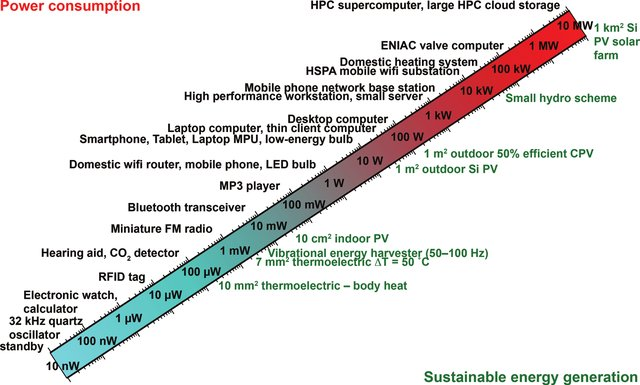 Power consumption
HPC supercomputer, large HPC cloud storage
ENIAC valve computer
Domestic heating system
HSPA mobile wifi substation
Mobile phone network base station
High performance workstation, small server
Desktop computer
Laptop computer, thin client computer
Smartphone, Tablet, Laptop MPU, low-energy bulb
Domestic wifi router, mobile phone, LED bulb
MP3 player
Bluetooth transceiver
Miniature FM radio
Hearing aid, CO₂ detector
RFID tag
Electronic watch,
calculator
32 kHz quartz
oscillator
standby
10 MW
1 MW
100 kW
10 kW
1 kW
100 W
10 W
1 W
100 mW
10 mW
1 mW
100 µW
10 µW
1 µW
100 nW
10 nW
1 km² Si
PV solar
farm
Small hydro scheme
1 m² outdoor 50% efficient CPV
1 m² outdoor Si PV
10 cm² indoor PV
Vibrational energy harvester (50–100 Hz)
7 mm² thermoelectric ΔT = 50 °C
10 mm² thermoelectric – body heat
Sustainable energy generation